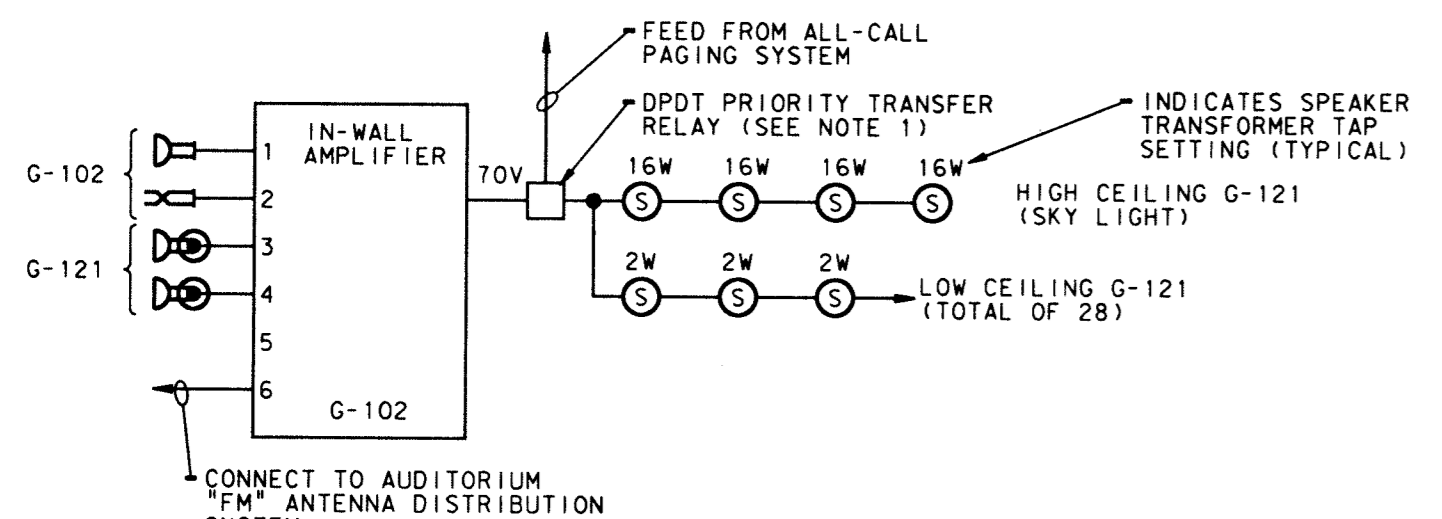 FEED FROM ALL-CALL
PAGING SYSTEM
DPDT PRIORITY TRANSFER
RELAY (SEE NOTE 1)
INDICATES SPEAKER
TRANSFORMER TAP
SETTING (TYPICAL)
IN-WALL
AMPLIFIER
G-102
G-121
1
2
3
4
5
6
G-102
70V
16W 16W 16W 16W
S S S S
HIGH CEILING G-121
(SKY LIGHT)
2W 2W 2W
S S S
LOW CEILING G-121
(TOTAL OF 28)
CONNECT TO AUDITORIUM
"FM" ANTENNA DISTRIBUTION